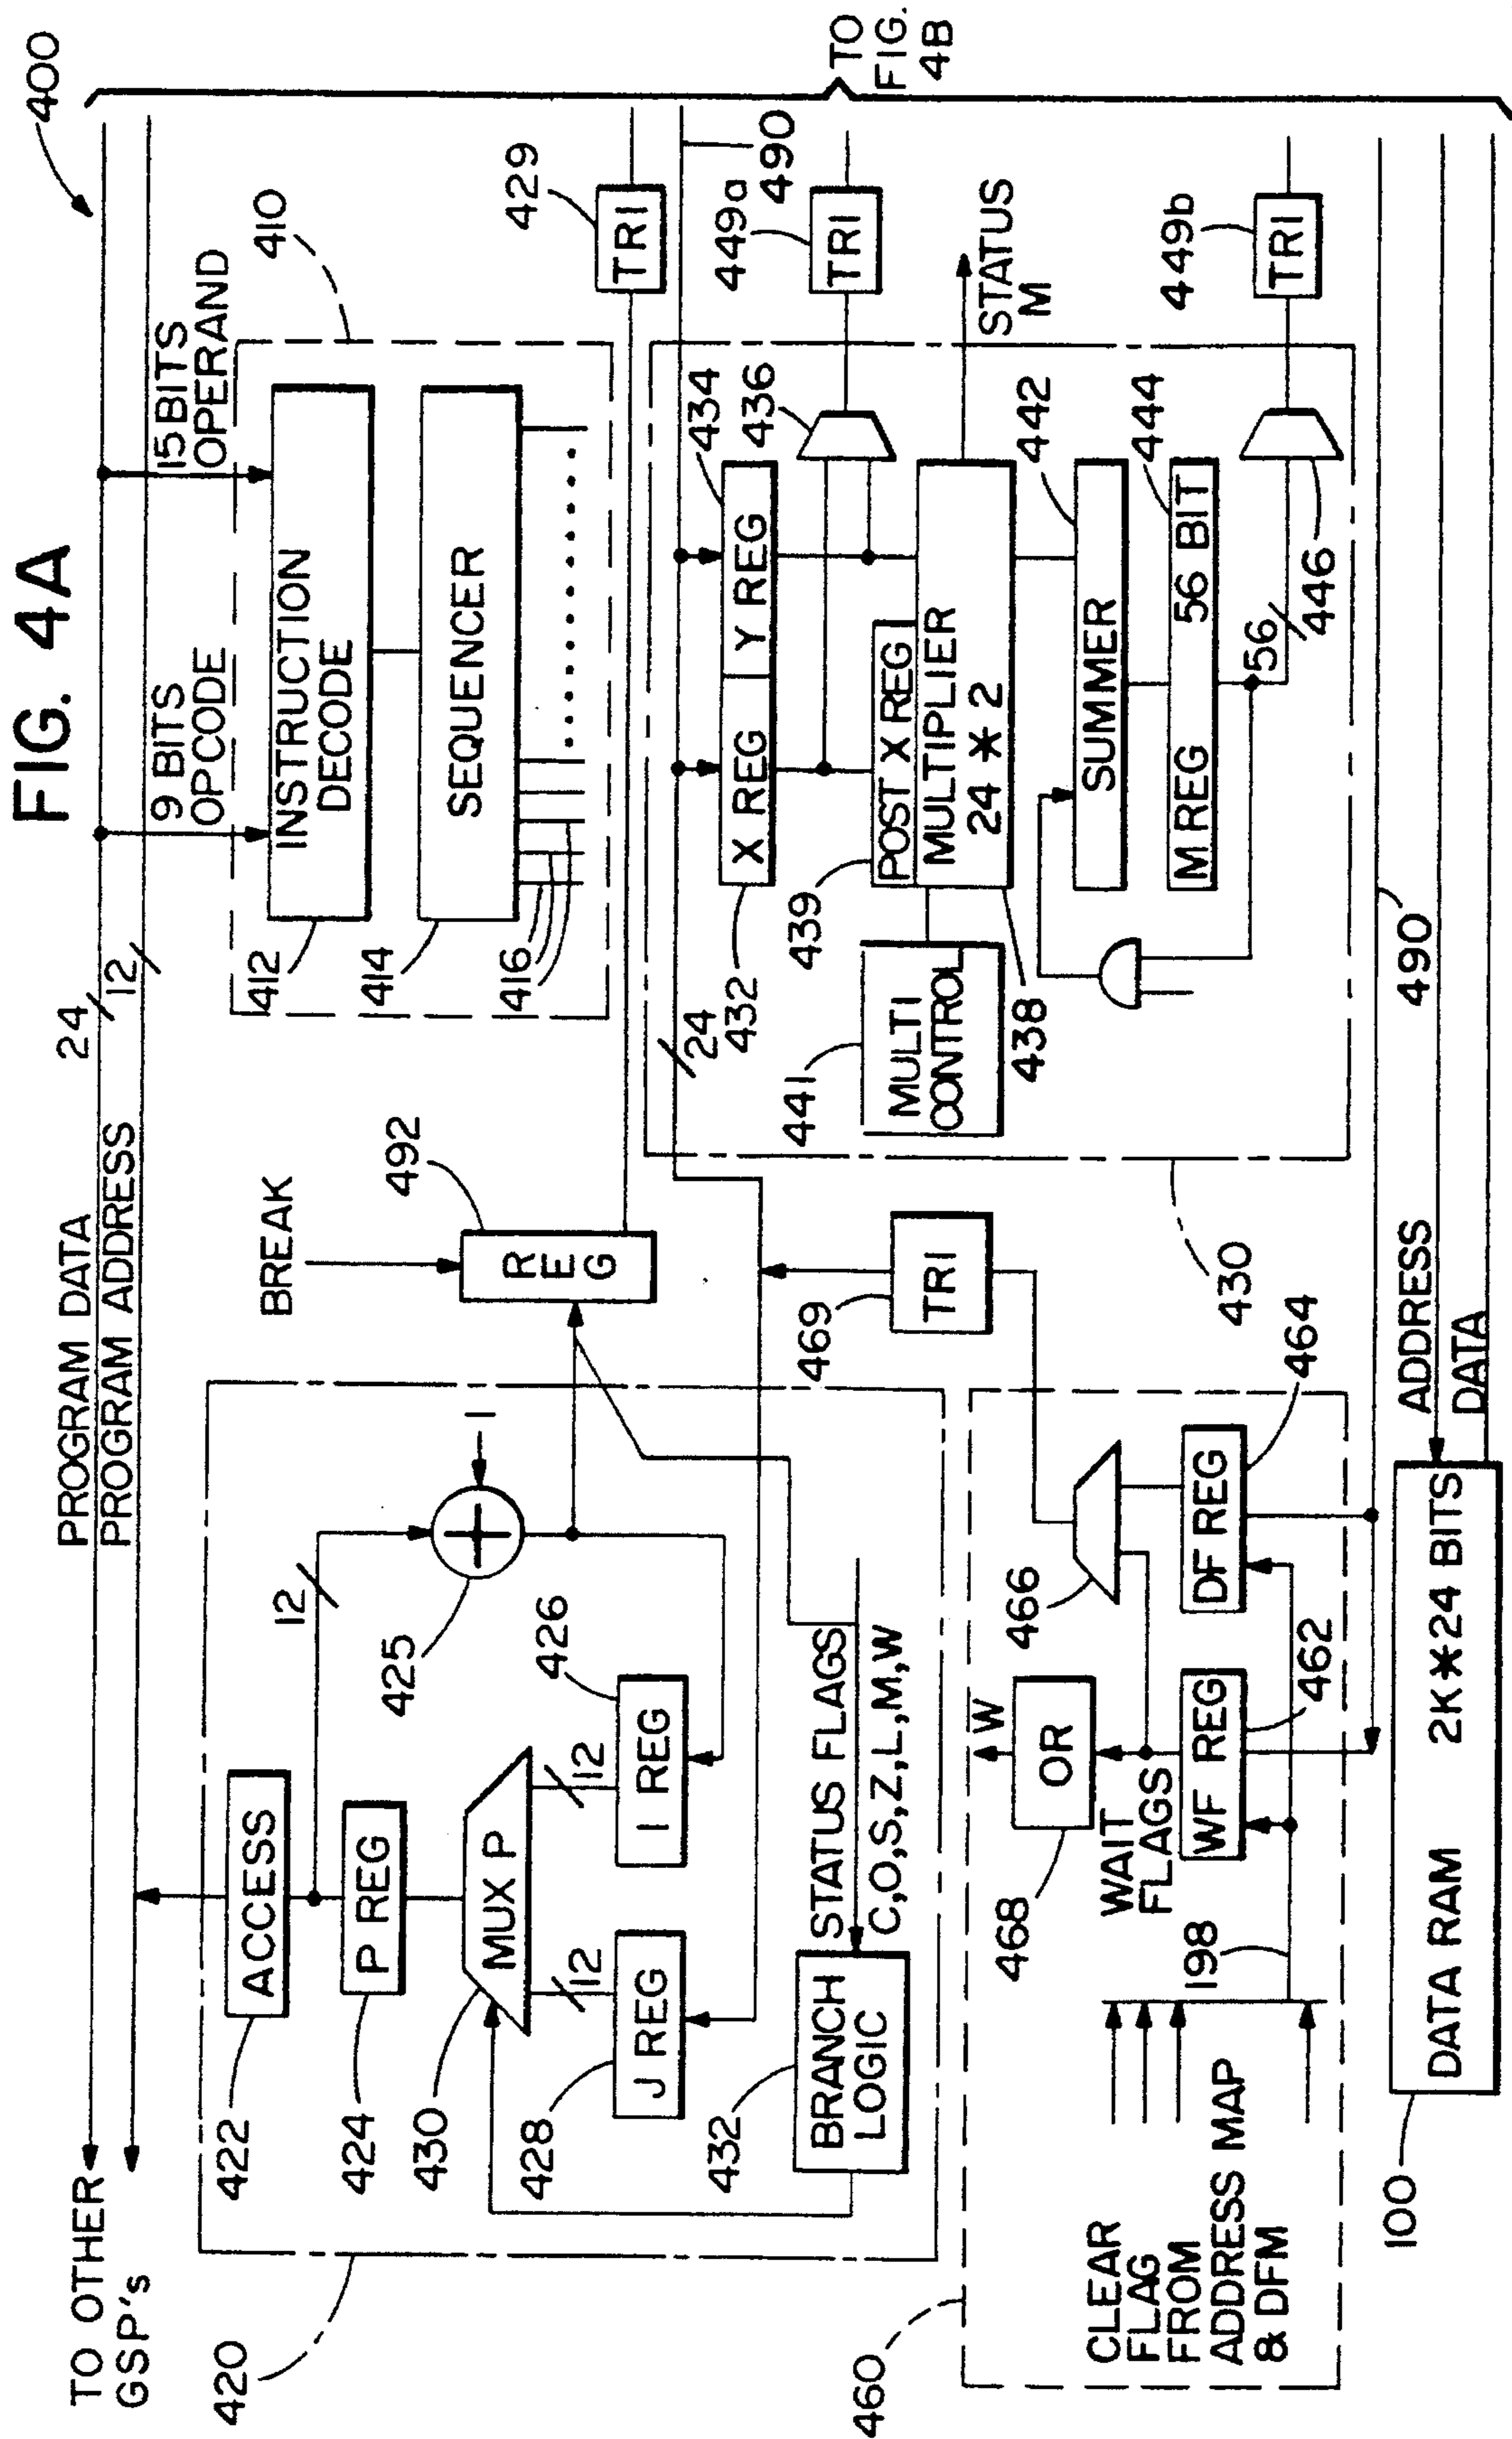 FIG. 4A
400
TO OTHER
GSP's
PROGRAM DATA
PROGRAM ADDRESS
24
12
9 BITS
OPCODE
15 BITS
OPERAND
410
INSTRUCTION
DECODE
412
SEQUENCER
414
416
420
422
ACCESS
424
P REG
430
MUX P
12
425
1
426
I REG
12
428
J REG
12
432
BRANCH
LOGIC
STATUS FLAGS
C,O,S,Z,L,M,W
BREAK
492
REG
429
TRI
24
490
432
X REG
Y REG
434
436
449a
TRI
439
POST X REG
MULTIPLIER
24 * 2
438
441
MULTI
CONTROL
STATUS
M
442
SUMMER
444
M REG 56 BIT
56
446
449b
TRI
430
469
TRI
460
CLEAR
FLAG
FROM
ADDRESS MAP
& DFM
198
W
468
OR
WAIT
FLAGS
466
WF REG
462
DF REG
464
490
ADDRESS
DATA
100
DATA RAM 2K*24 BITS
TO
FIG.
4B